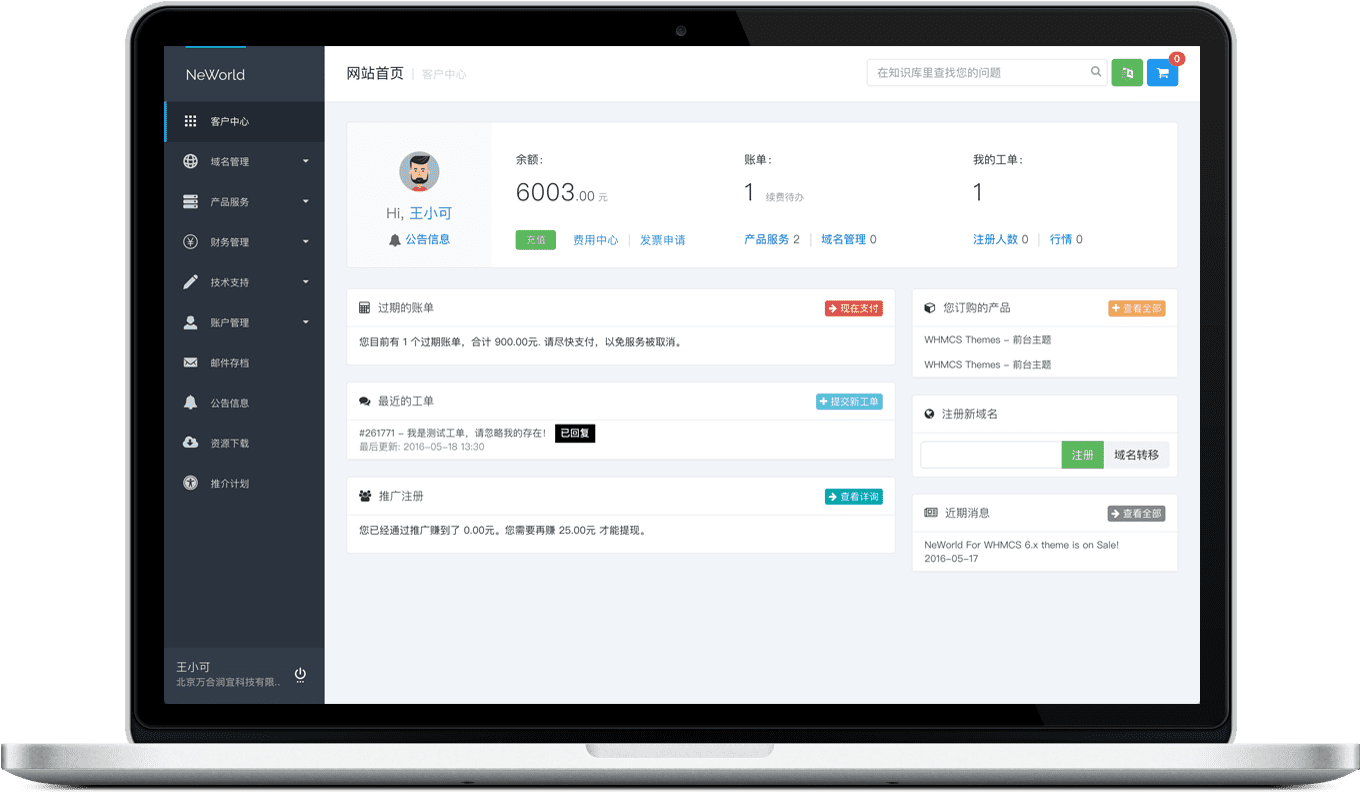 NeWorld
网站首页 | 客户中心
在知识库里查找您的问题
0
客户中心
域名管理
产品服务
财务管理
技术支持
账户管理
邮件存档
公告信息
资源下载
推介计划
王小可
北京万合润宜科技有限..
Hi, 王小可
公告信息
余额：
6003.00 元
充值
费用中心 | 发票申请
账单：
1 续费待办
产品服务 2 | 域名管理 0
我的工单：
1
注册人数 0 | 行情 0
过期的账单
现在支付
您目前有 1 个过期账单，合计 900.00元. 请尽快支付，以免服务被取消。
最近的工单
提交新工单
#261771 – 我是测试工单，请忽略我的存在！ 已回复
最后更新: 2016-05-18 13:30
推广注册
查看详询
您已经通过推广赚到了 0.00元。您需要再赚 25.00元 才能提现。
您订购的产品
查看全部
WHMCS Themes – 前台主题
WHMCS Themes – 前台主题
注册新域名
注册
域名转移
近期消息
查看全部
NeWorld For WHMCS 6.x theme is on Sale!
2016-05-17